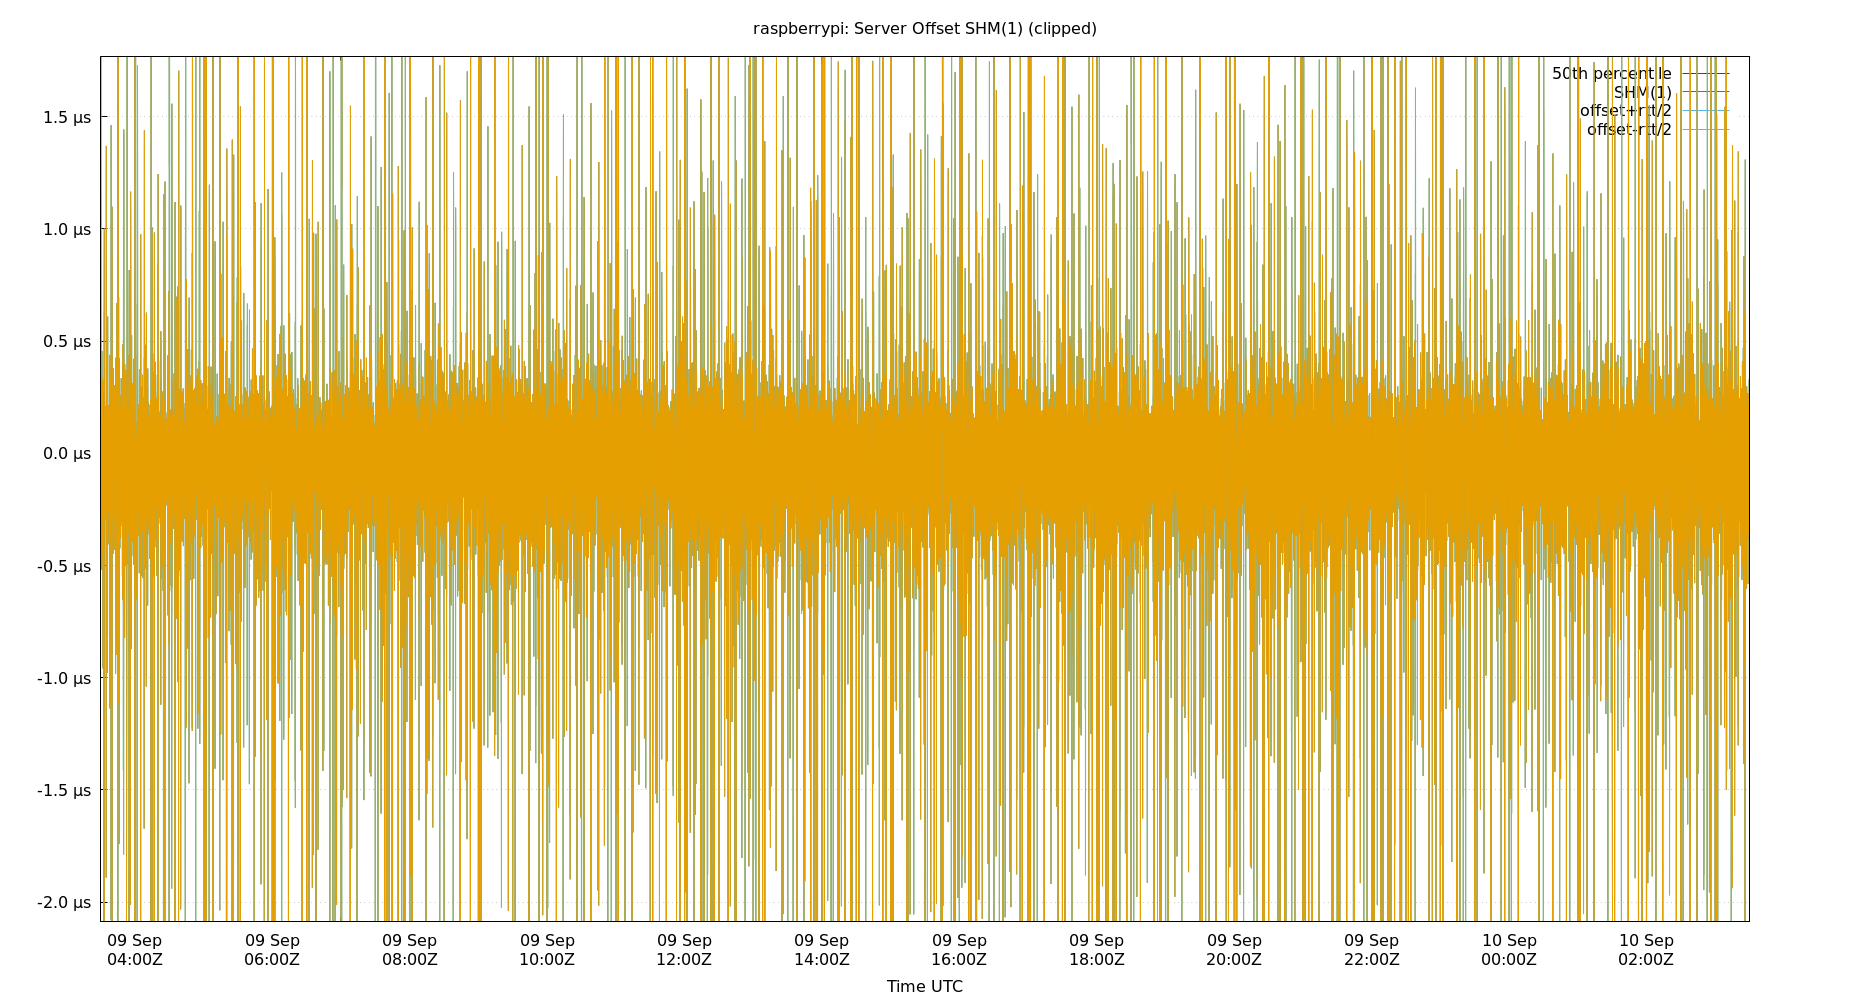 raspberrypi: Server Offset SHM(1) (clipped)
50th percentile
SHM(1)
offset+rtt/2
offset-rtt/2
1.5 µs
1.0 µs
0.5 µs
0.0 µs
-0.5 µs
-1.0 µs
-1.5 µs
-2.0 µs
09 Sep 09 Sep 09 Sep 09 Sep 09 Sep 09 Sep 09 Sep 09 Sep 09 Sep 09 Sep 10 Sep 10 Sep
04:00Z 06:00Z 08:00Z 10:00Z 12:00Z 14:00Z 16:00Z 18:00Z 20:00Z 22:00Z 00:00Z 02:00Z
Time UTC